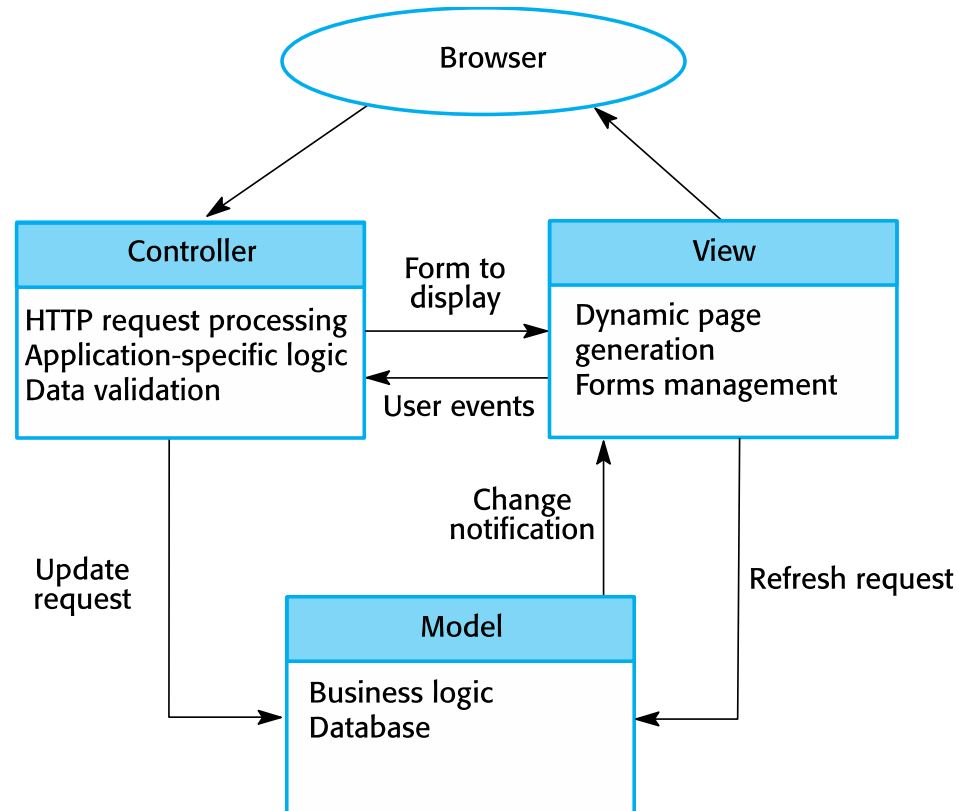 Browser
Controller
HTTP request processing
Application-specific logic
Data validation
Form to
display
User events
View
Dynamic page
generation
Forms management
Update
request
Change
notification
Refresh request
Model
Business logic
Database